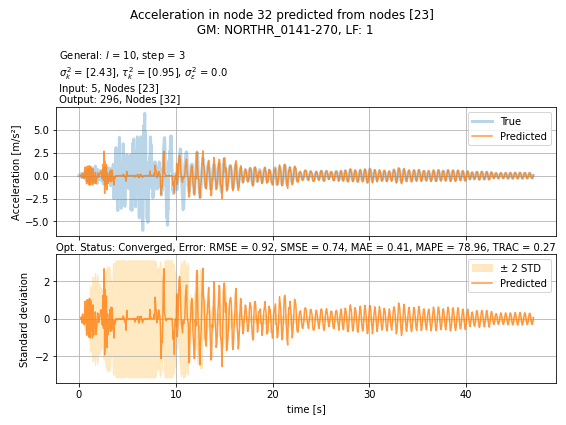 Acceleration in node 32 predicted from nodes [23]
GM: NORTHR_0141-270, LF: 1
General: l = 10, step = 3
σ²ₖ = [2.43], τ²ₖ = [0.95], σ²ε = 0.0
Input: 5, Nodes [23]
Output: 296, Nodes [32]
Acceleration [m/s²]
5.0
2.5
0.0
−2.5
−5.0
True
Predicted
Opt. Status: Converged, Error: RMSE = 0.92, SMSE = 0.74, MAE = 0.41, MAPE = 78.96, TRAC = 0.27
Standard deviation
2
0
−2
± 2 STD
Predicted
0
10
20
30
40
time [s]